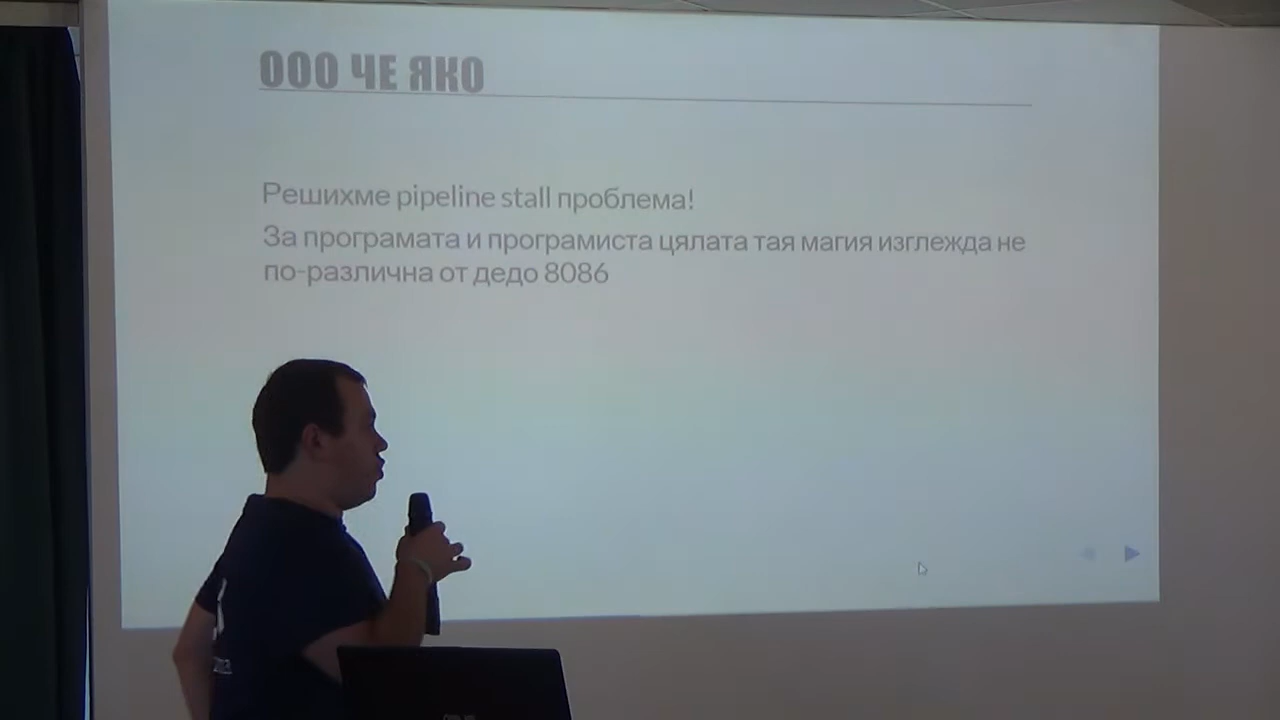 ООО ЧЕ ЯКО
Решихме pipeline stall проблема!
За програмата и програмиста цялата тая магия изглежда не
по-различна от дедо 8086